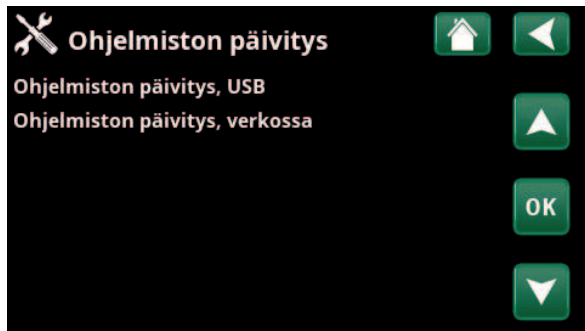 Ohjelmiston päivitys
Ohjelmiston päivitys, USB
Ohjelmiston päivitys, verkossa
OK